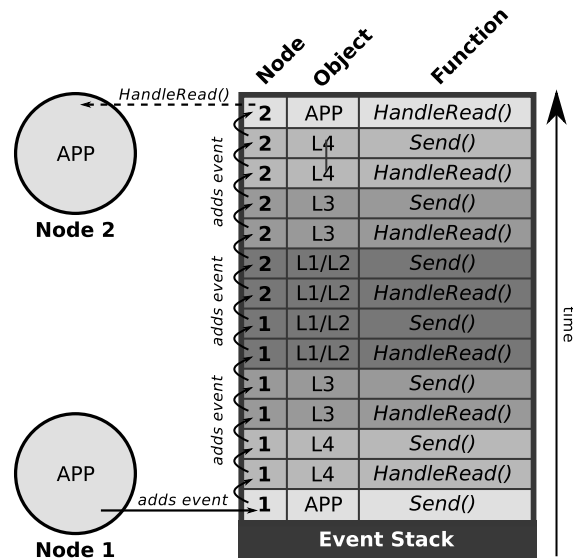 Node Object Function
HandleRead()
2 APP HandleRead()
2 L4 Send()
2 L4 HandleRead()
2 L3 Send()
2 L3 HandleRead()
2 L1/L2 Send()
2 L1/L2 HandleRead()
1 L1/L2 Send()
1 L1/L2 HandleRead()
1 L3 Send()
1 L3 HandleRead()
1 L4 Send()
1 L4 HandleRead()
1 APP Send()
Event Stack
APP
Node 2
adds event
adds event
adds event
APP
adds event
Node 1
time